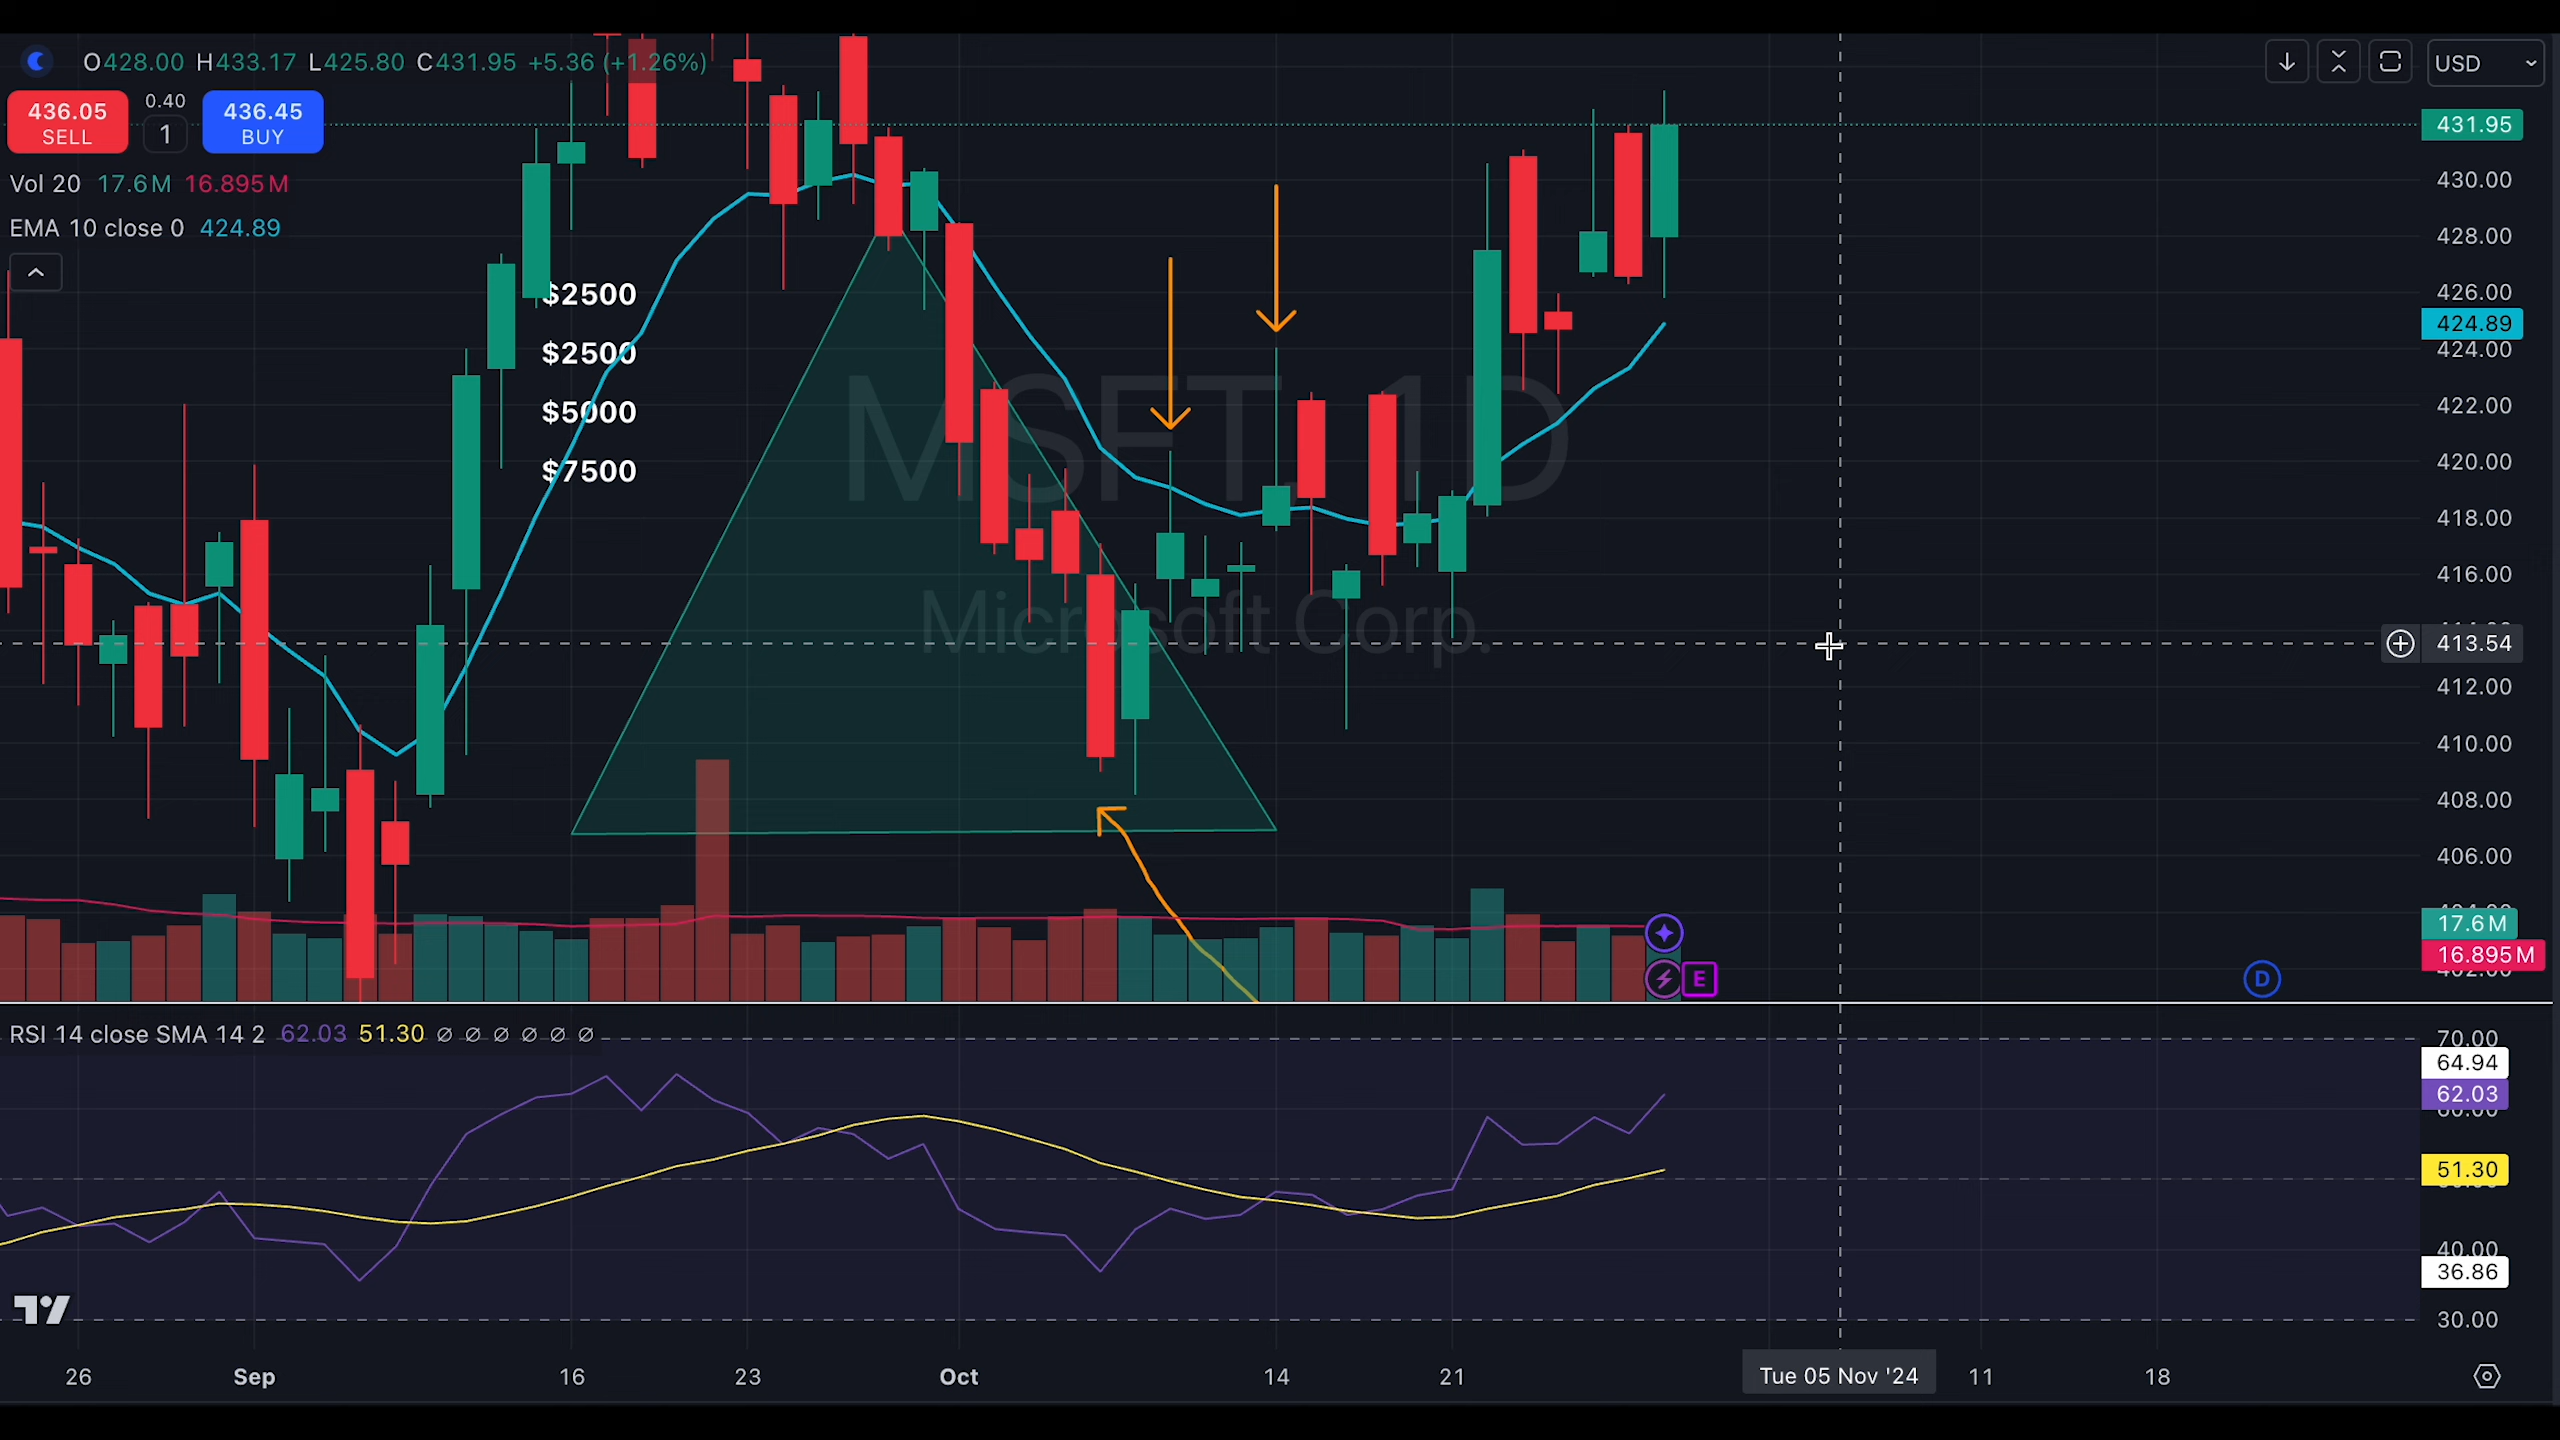 O428.00 H433.17 L425.80 C431.95 +5.36 (+1.26%)
USD
436.05
SELL
0.40
1
436.45
BUY
Vol 20 17.6M 16.895M
EMA 10 close 0 424.89
$2500
$2500
$5000
$7500
MSFT, 1D
Microsoft Corp.
431.95
430.00
428.00
426.00
424.89
424.00
422.00
420.00
418.00
416.00
413.54
412.00
410.00
408.00
406.00
17.6M
16.895M
E
D
RSI 14 close SMA 14 2 62.03 51.30 ∅ ∅ ∅ ∅ ∅ ∅
70.00
64.94
62.03
51.30
40.00
36.86
30.00
26 Sep 16 23 Oct 14 21 Tue 05 Nov '24 11 18